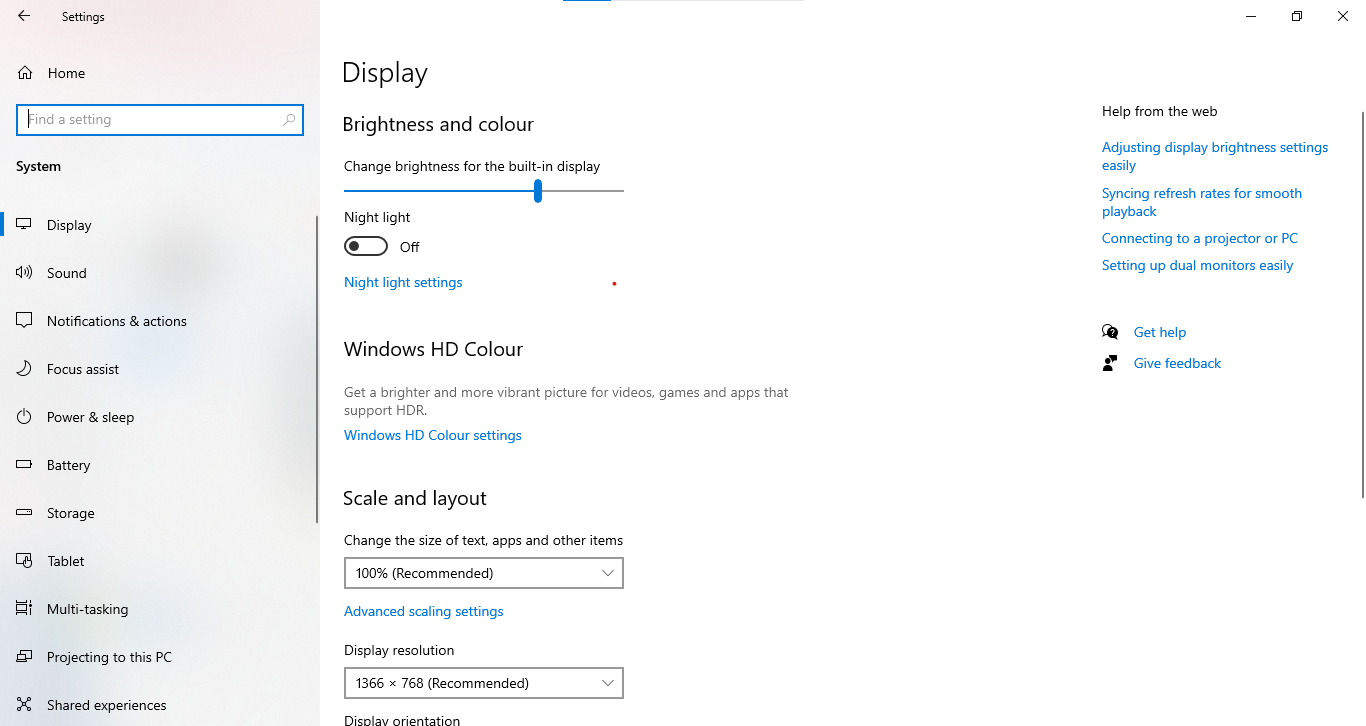 Settings
Home
Find a setting
System
Display
Sound
Notifications & actions
Focus assist
Power & sleep
Battery
Storage
Tablet
Multi-tasking
Projecting to this PC
Shared experiences
Display
Brightness and colour
Change brightness for the built-in display
Night light
Off
Night light settings
Windows HD Colour
Get a brighter and more vibrant picture for videos, games and apps that
support HDR.
Windows HD Colour settings
Scale and layout
Change the size of text, apps and other items
100% (Recommended)
Advanced scaling settings
Display resolution
1366 × 768 (Recommended)
Display orientation
Help from the web
Adjusting display brightness settings
easily
Syncing refresh rates for smooth
playback
Connecting to a projector or PC
Setting up dual monitors easily
Get help
Give feedback